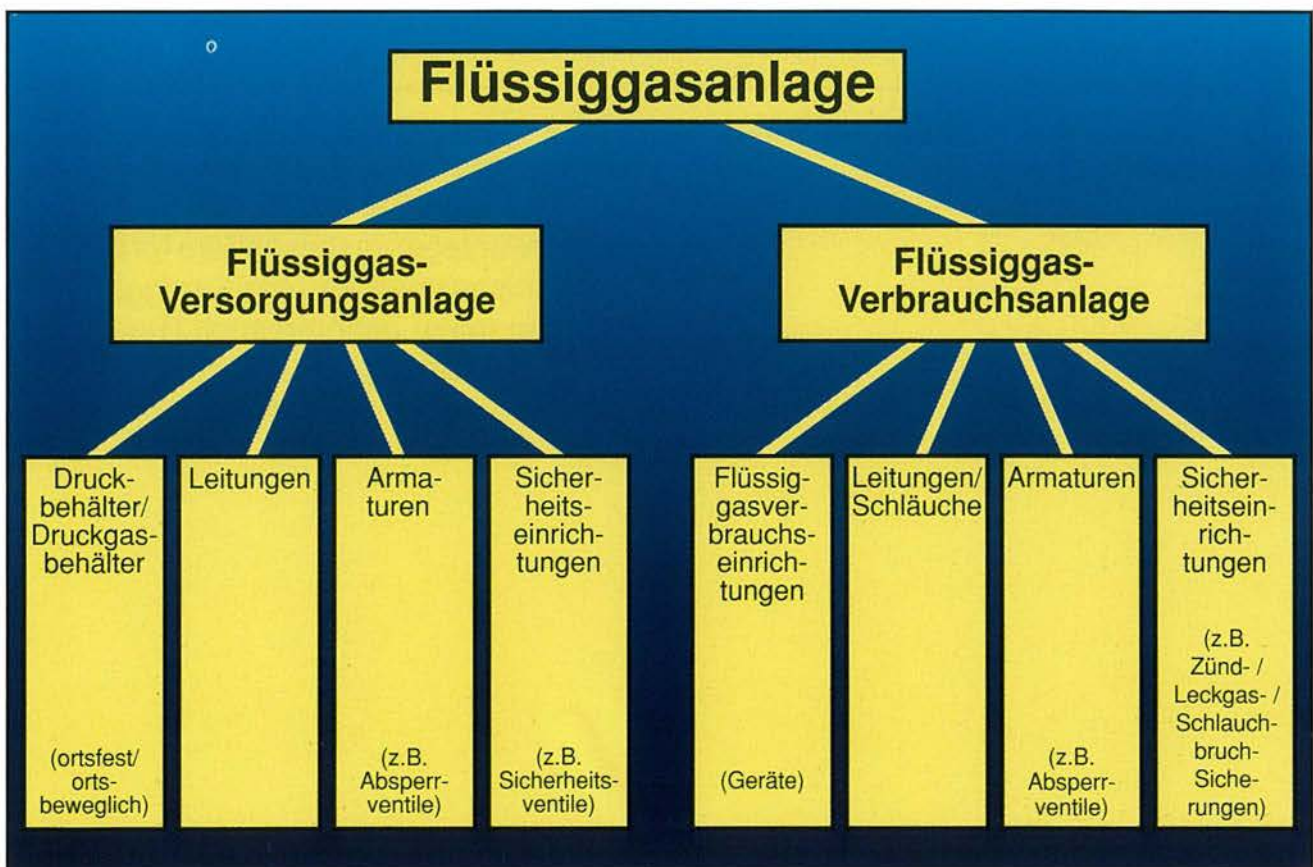 Flüssiggasanlage
Flüssiggas-
Versorgungsanlage
Flüssiggas-
Verbrauchsanlage
Druck-
behälter/
Druckgas-
behälter
(ortsfest/
orts-
beweglich)
Leitungen
Arma-
turen
(z.B.
Absperr-
ventile)
Sicher-
heits-
einrich-
tungen
(z.B.
Sicherheits-
ventile)
Flüssig-
gasver-
brauchs-
einrich-
tungen
(Geräte)
Leitungen/
Schläuche
Armaturen
(z.B.
Absperr-
ventile)
Sicher-
heitsein-
rich-
tungen
(z.B.
Zünd- /
Leckgas- /
Schlauch-
bruch-
Siche-
rungen)